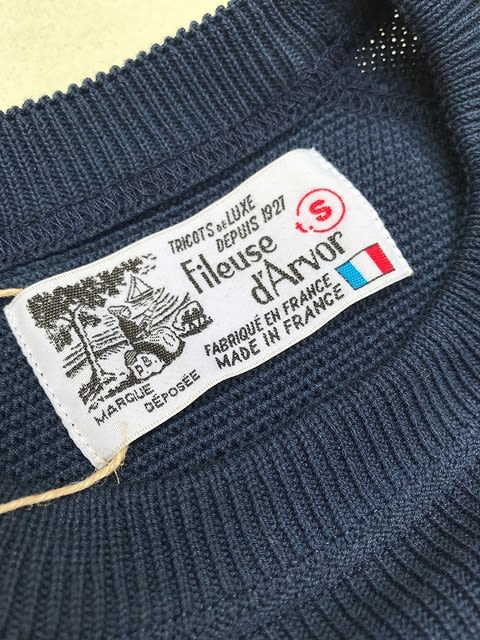 TRICOTS DE LUXE
DEPUIS 1927
t.S
Fileuse
d'Arvor
FABRIQUÉ EN FRANCE
MADE IN FRANCE
P.B
MARQUE DÉPOSÉE